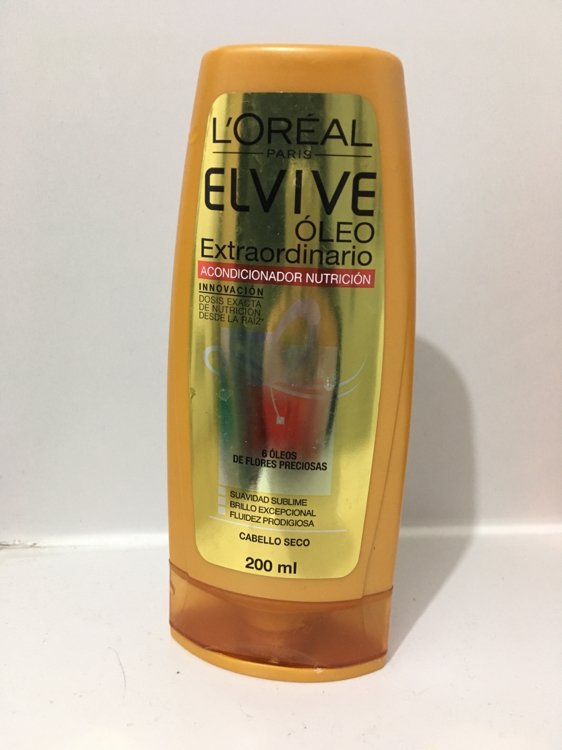 L'ORÉAL
PARIS
ELVIVE
ÓLEO
Extraordinario
ACONDICIONADOR NUTRICIÓN
INNOVACIÓN
DOSIS EXACTA
DE NUTRICIÓN
DESDE LA RAÍZ*
6 ÓLEOS
DE FLORES PRECIOSAS
SUAVIDAD SUBLIME
BRILLO EXCEPCIONAL
FLUIDEZ PRODIGIOSA
CABELLO SECO
200 ml